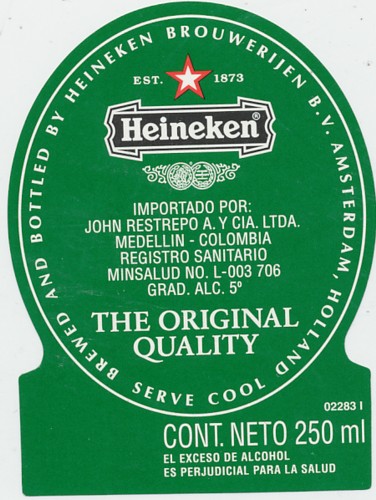 BREWED AND BOTTLED BY HEINEKEN BROUWERIJEN B.V. AMSTERDAM, HOLLAND
EST. 1873
Heineken®
IMPORTADO POR:
JOHN RESTREPO A. Y CIA. LTDA.
MEDELLIN - COLOMBIA
REGISTRO SANITARIO
MINSALUD NO. L-003 706
GRAD. ALC. 5º
THE ORIGINAL
QUALITY
SERVE COOL
02283 I
CONT. NETO 250 ml
EL EXCESO DE ALCOHOL
ES PERJUDICIAL PARA LA SALUD